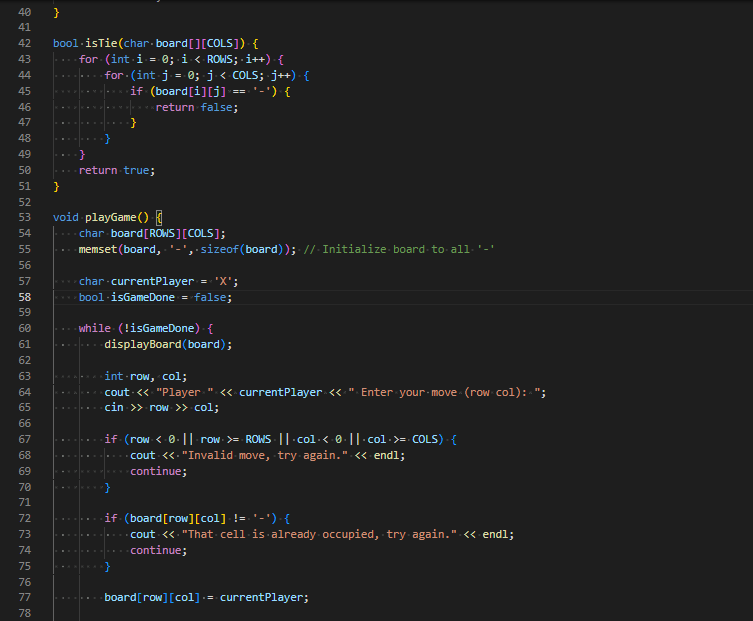 40 }
41
42 bool isTie(char board[][COLS]) {
43     for (int i = 0; i < ROWS; i++) {
44         for (int j = 0; j < COLS; j++) {
45             if (board[i][j] == '-') {
46                 return false;
47             }
48         }
49     }
50     return true;
51 }
52
53 void playGame() {
54     char board[ROWS][COLS];
55     memset(board, '-', sizeof(board)); // Initialize board to all '-'
56
57     char currentPlayer = 'X';
58     bool isGameDone = false;
59
60     while (!isGameDone) {
61         displayBoard(board);
62
63         int row, col;
64         cout << "Player " << currentPlayer << " Enter your move (row col): ";
65         cin >> row >> col;
66
67         if (row < 0 || row >= ROWS || col < 0 || col >= COLS) {
68             cout << "Invalid move, try again." << endl;
69             continue;
70         }
71
72         if (board[row][col] != '-') {
73             cout << "That cell is already occupied, try again." << endl;
74             continue;
75         }
76
77         board[row][col] = currentPlayer;
78